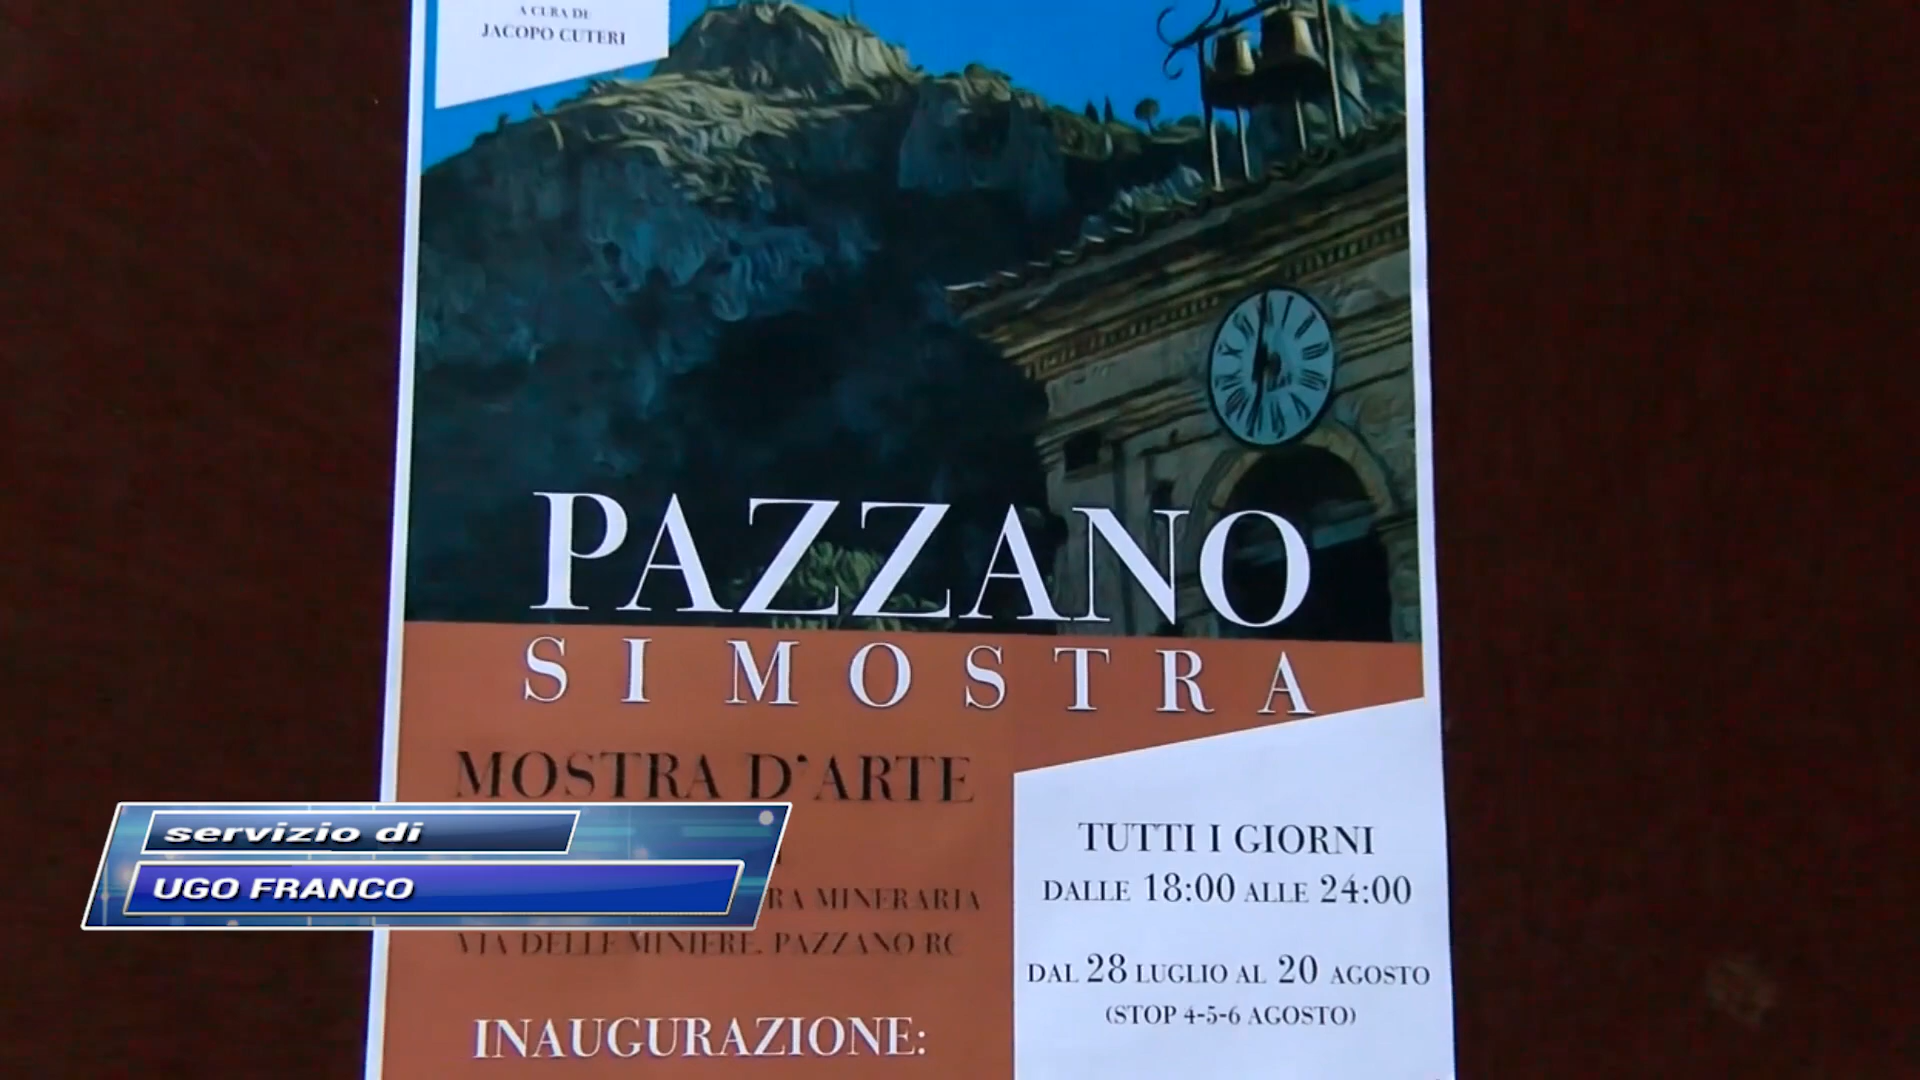 A CURA DI:
JACOPO CUTERI
PAZZANO
SI MOSTRA
MOSTRA D'ARTE
MINERARIA
VIA DELLE MINIERE, PAZZANO RC
INAUGURAZIONE:
TUTTI I GIORNI
DALLE 18:00 ALLE 24:00
DAL 28 LUGLIO AL 20 AGOSTO
(STOP 4-5-6 AGOSTO)
servizio di
UGO FRANCO